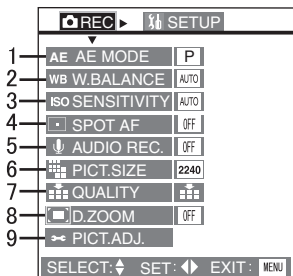 REC SETUP
1 AE AE MODE P
2 WB W.BALANCE AUTO
3 ISO SENSITIVITY AUTO
4 SPOT AF OFF
5 AUDIO REC. OFF
6 PICT.SIZE 2240
7 QUALITY
8 D.ZOOM OFF
9 PICT.ADJ.
SELECT: SET: EXIT: MENU